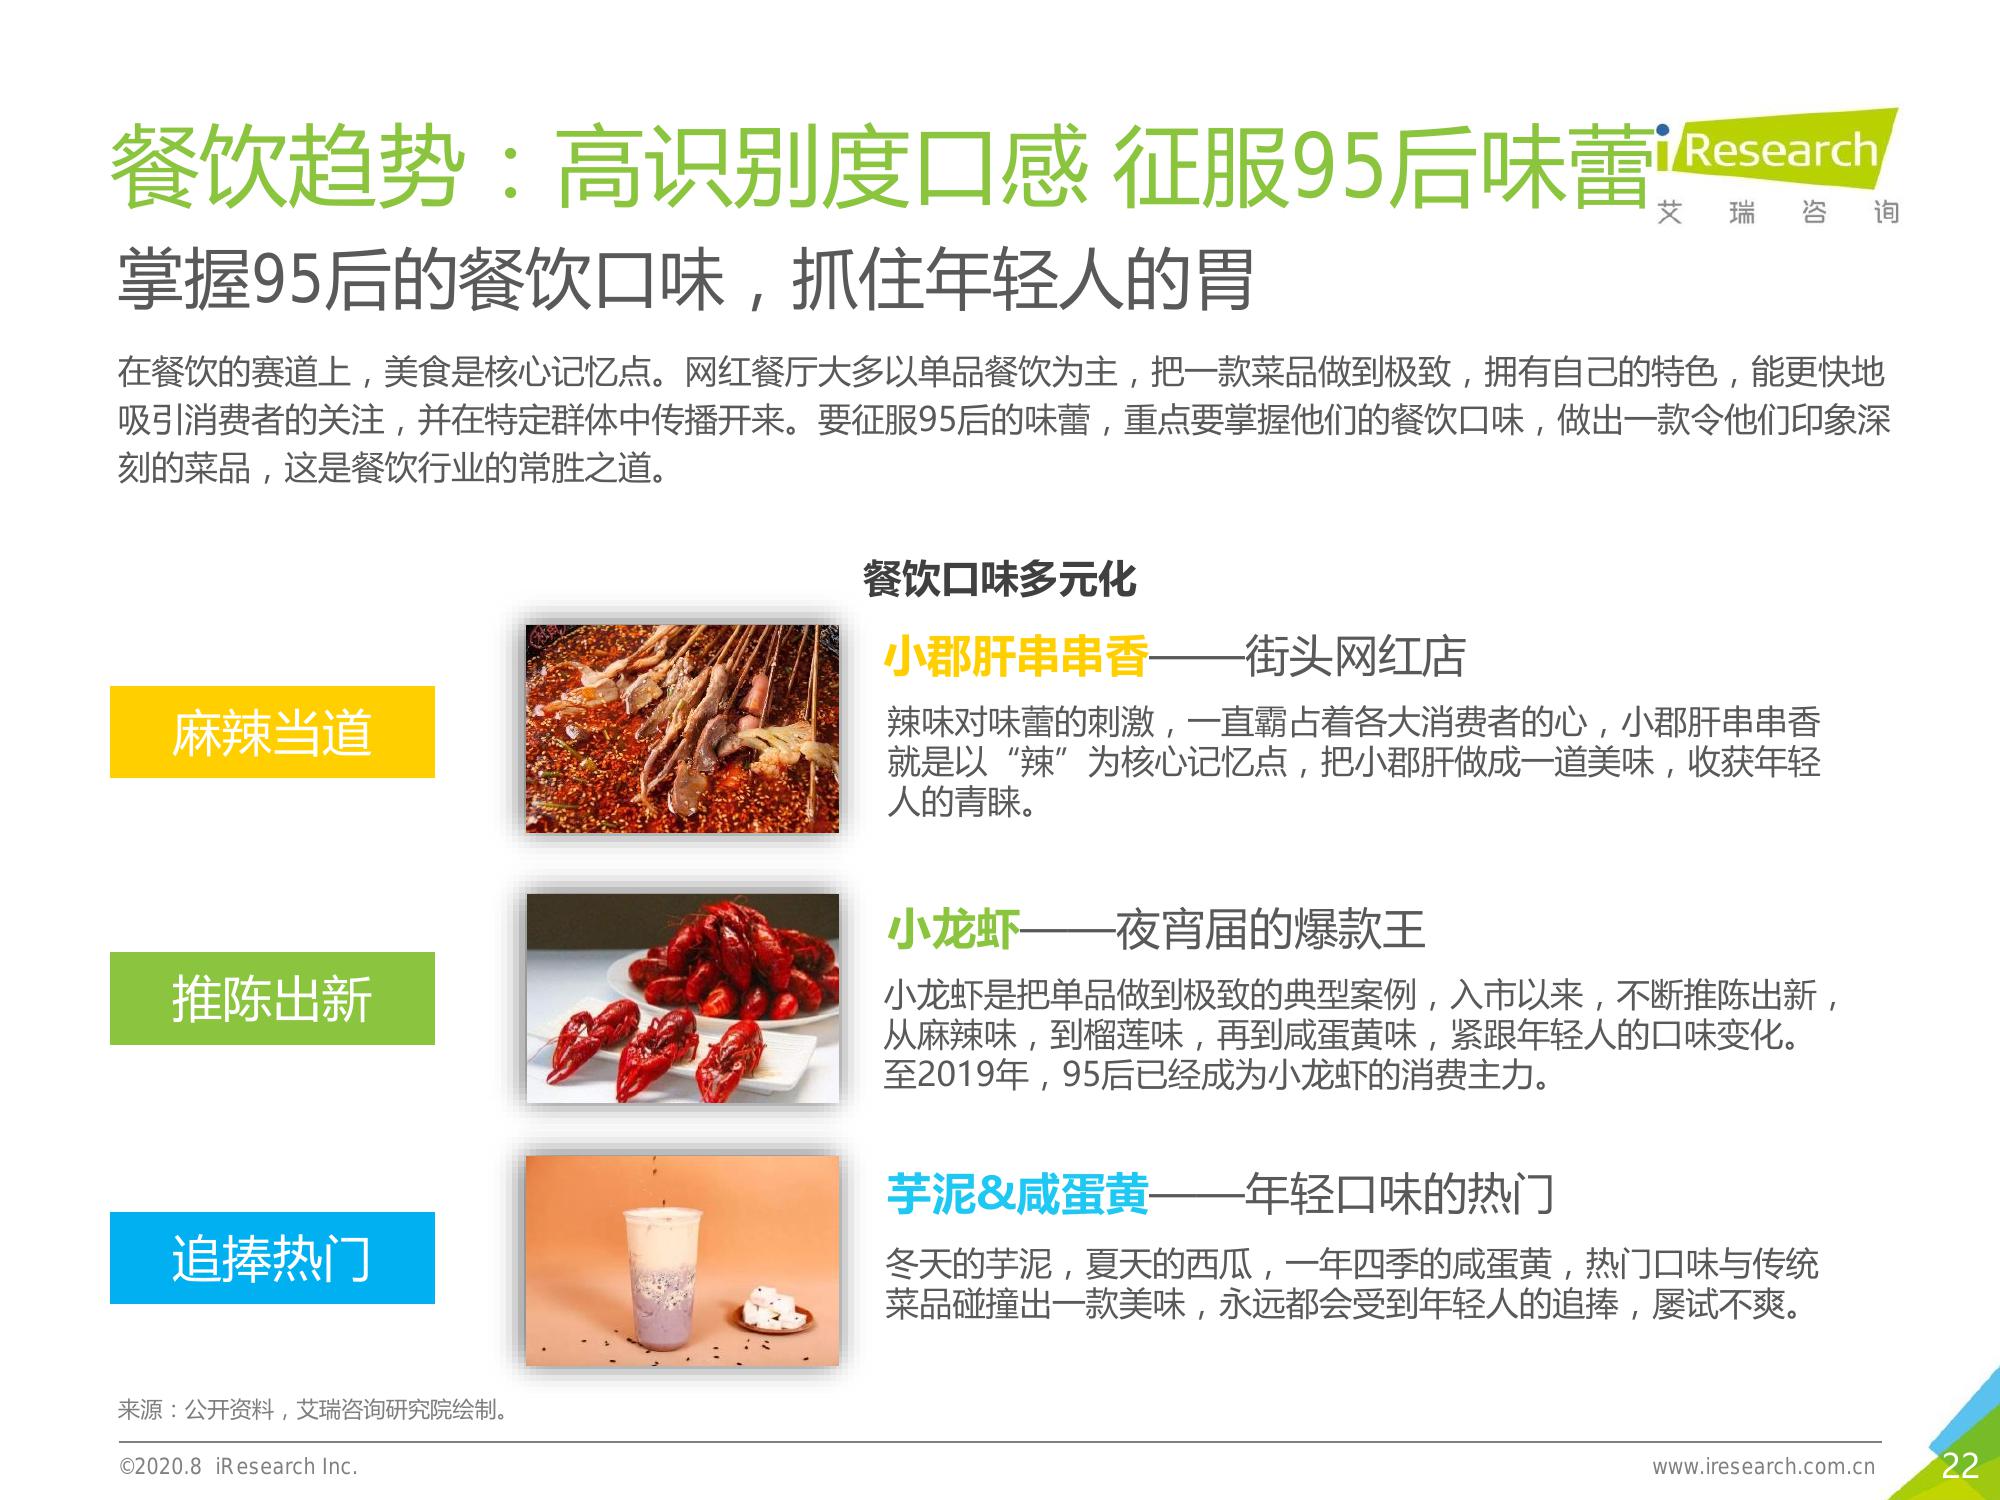 餐饮趋势：高识别度口感 征服95后味蕾
iResearch
艾瑞咨询
掌握95后的餐饮口味，抓住年轻人的胃
在餐饮的赛道上，美食是核心记忆点。网红餐厅大多以单品餐饮为主，把一款菜品做到极致，拥有自己的特色，能更快地
吸引消费者的关注，并在特定群体中传播开来。要征服95后的味蕾，重点要掌握他们的餐饮口味，做出一款令他们印象深
刻的菜品，这是餐饮行业的常胜之道。
餐饮口味多元化
麻辣当道
小郡肝串串香——街头网红店
辣味对味蕾的刺激，一直霸占着各大消费者的心，小郡肝串串香
就是以“辣”为核心记忆点，把小郡肝做成一道美味，收获年轻
人的青睐。
推陈出新
小龙虾——夜宵届的爆款王
小龙虾是把单品做到极致的典型案例，入市以来，不断推陈出新，
从麻辣味，到榴莲味，再到咸蛋黄味，紧跟年轻人的口味变化。
至2019年，95后已经成为小龙虾的消费主力。
追捧热门
芋泥&咸蛋黄——年轻口味的热门
冬天的芋泥，夏天的西瓜，一年四季的咸蛋黄，热门口味与传统
菜品碰撞出一款美味，永远都会受到年轻人的追捧，屡试不爽。
来源：公开资料，艾瑞咨询研究院绘制。
©2020.8 iResearch Inc.
www.iresearch.com.cn
22